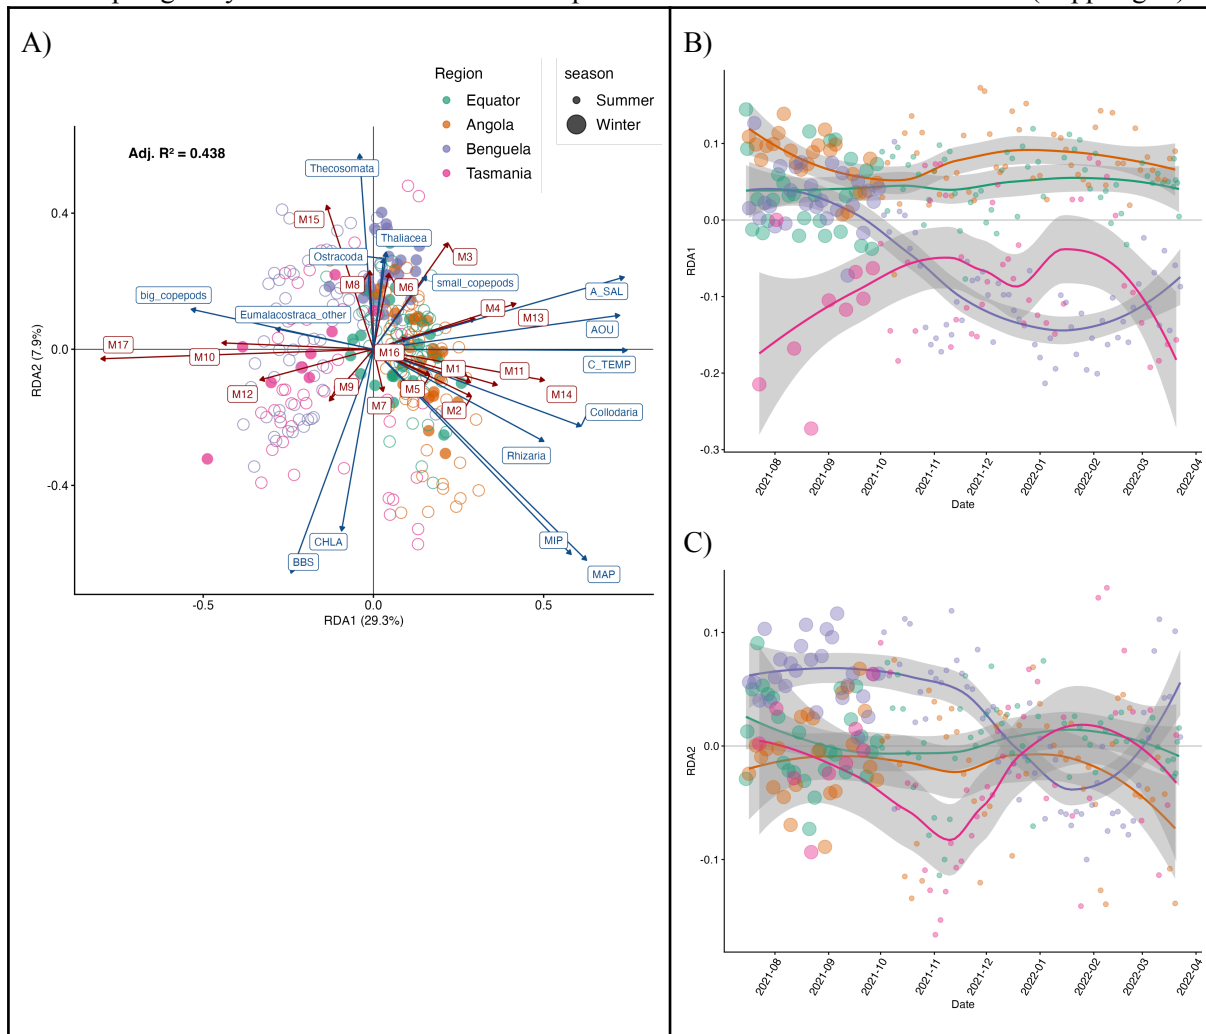 A)
Region
Equator
Angola
Benguela
Tasmania
season
Summer
Winter
Adj. R² = 0.438
Thecosomata
M15
Thaliacea
Ostracoda
M3
M8
M6
small_copepods
big_copepods
A_SAL
Eumalacostraca_other
M4
M13
AOU
M17
M10
M16
C_TEMP
M1
M11
M12
M9
M5
M14
M7
M2
Collodaria
Rhizaria
CHLA
MIP
BBS
MAP
0.4
0.0
-0.4
RDA2 (7.9%)
-0.5
0.0
0.5
RDA1 (29.3%)
B)
0.1
0.0
-0.1
-0.2
-0.3
RDA1
2021-08
2021-09
2021-10
2021-11
2021-12
2022-01
2022-02
2022-03
2022-04
Date
C)
0.1
0.0
-0.1
RDA2
2021-08
2021-09
2021-10
2021-11
2021-12
2022-01
2022-02
2022-03
2022-04
Date